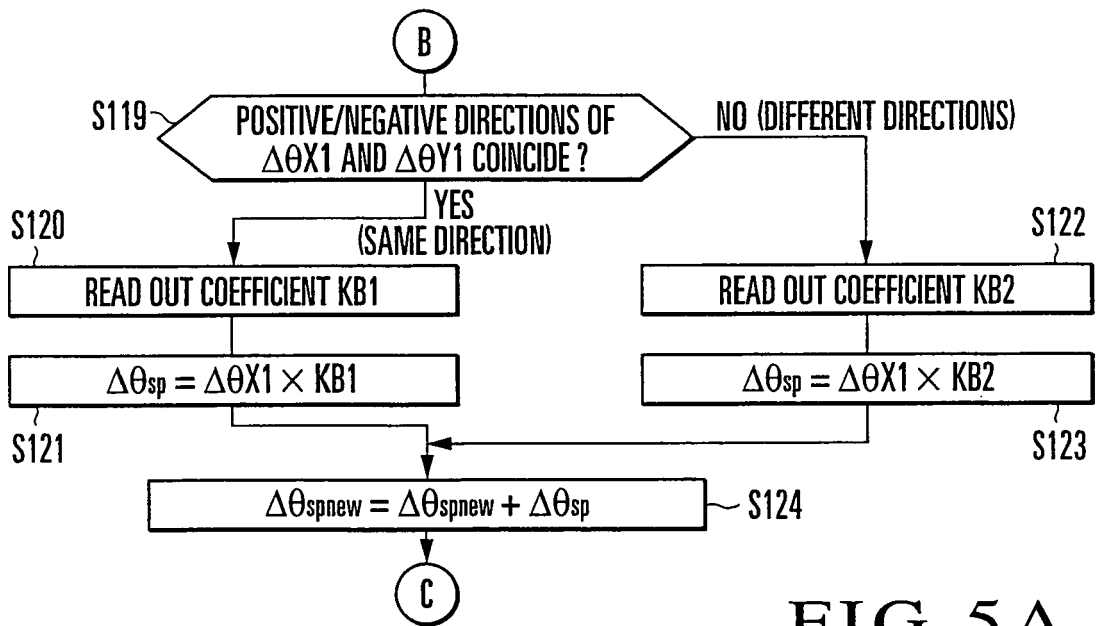 B
S119
POSITIVE/NEGATIVE DIRECTIONS OF
ΔθX1 AND ΔθY1 COINCIDE ?
NO (DIFFERENT DIRECTIONS)
YES
(SAME DIRECTION)
S120
S122
READ OUT COEFFICIENT KB1
READ OUT COEFFICIENT KB2
Δθsp = ΔθX1 × KB1
Δθsp = ΔθX1 × KB2
S121
S123
Δθspnew = Δθspnew + Δθsp
S124
C
FIG. 5A